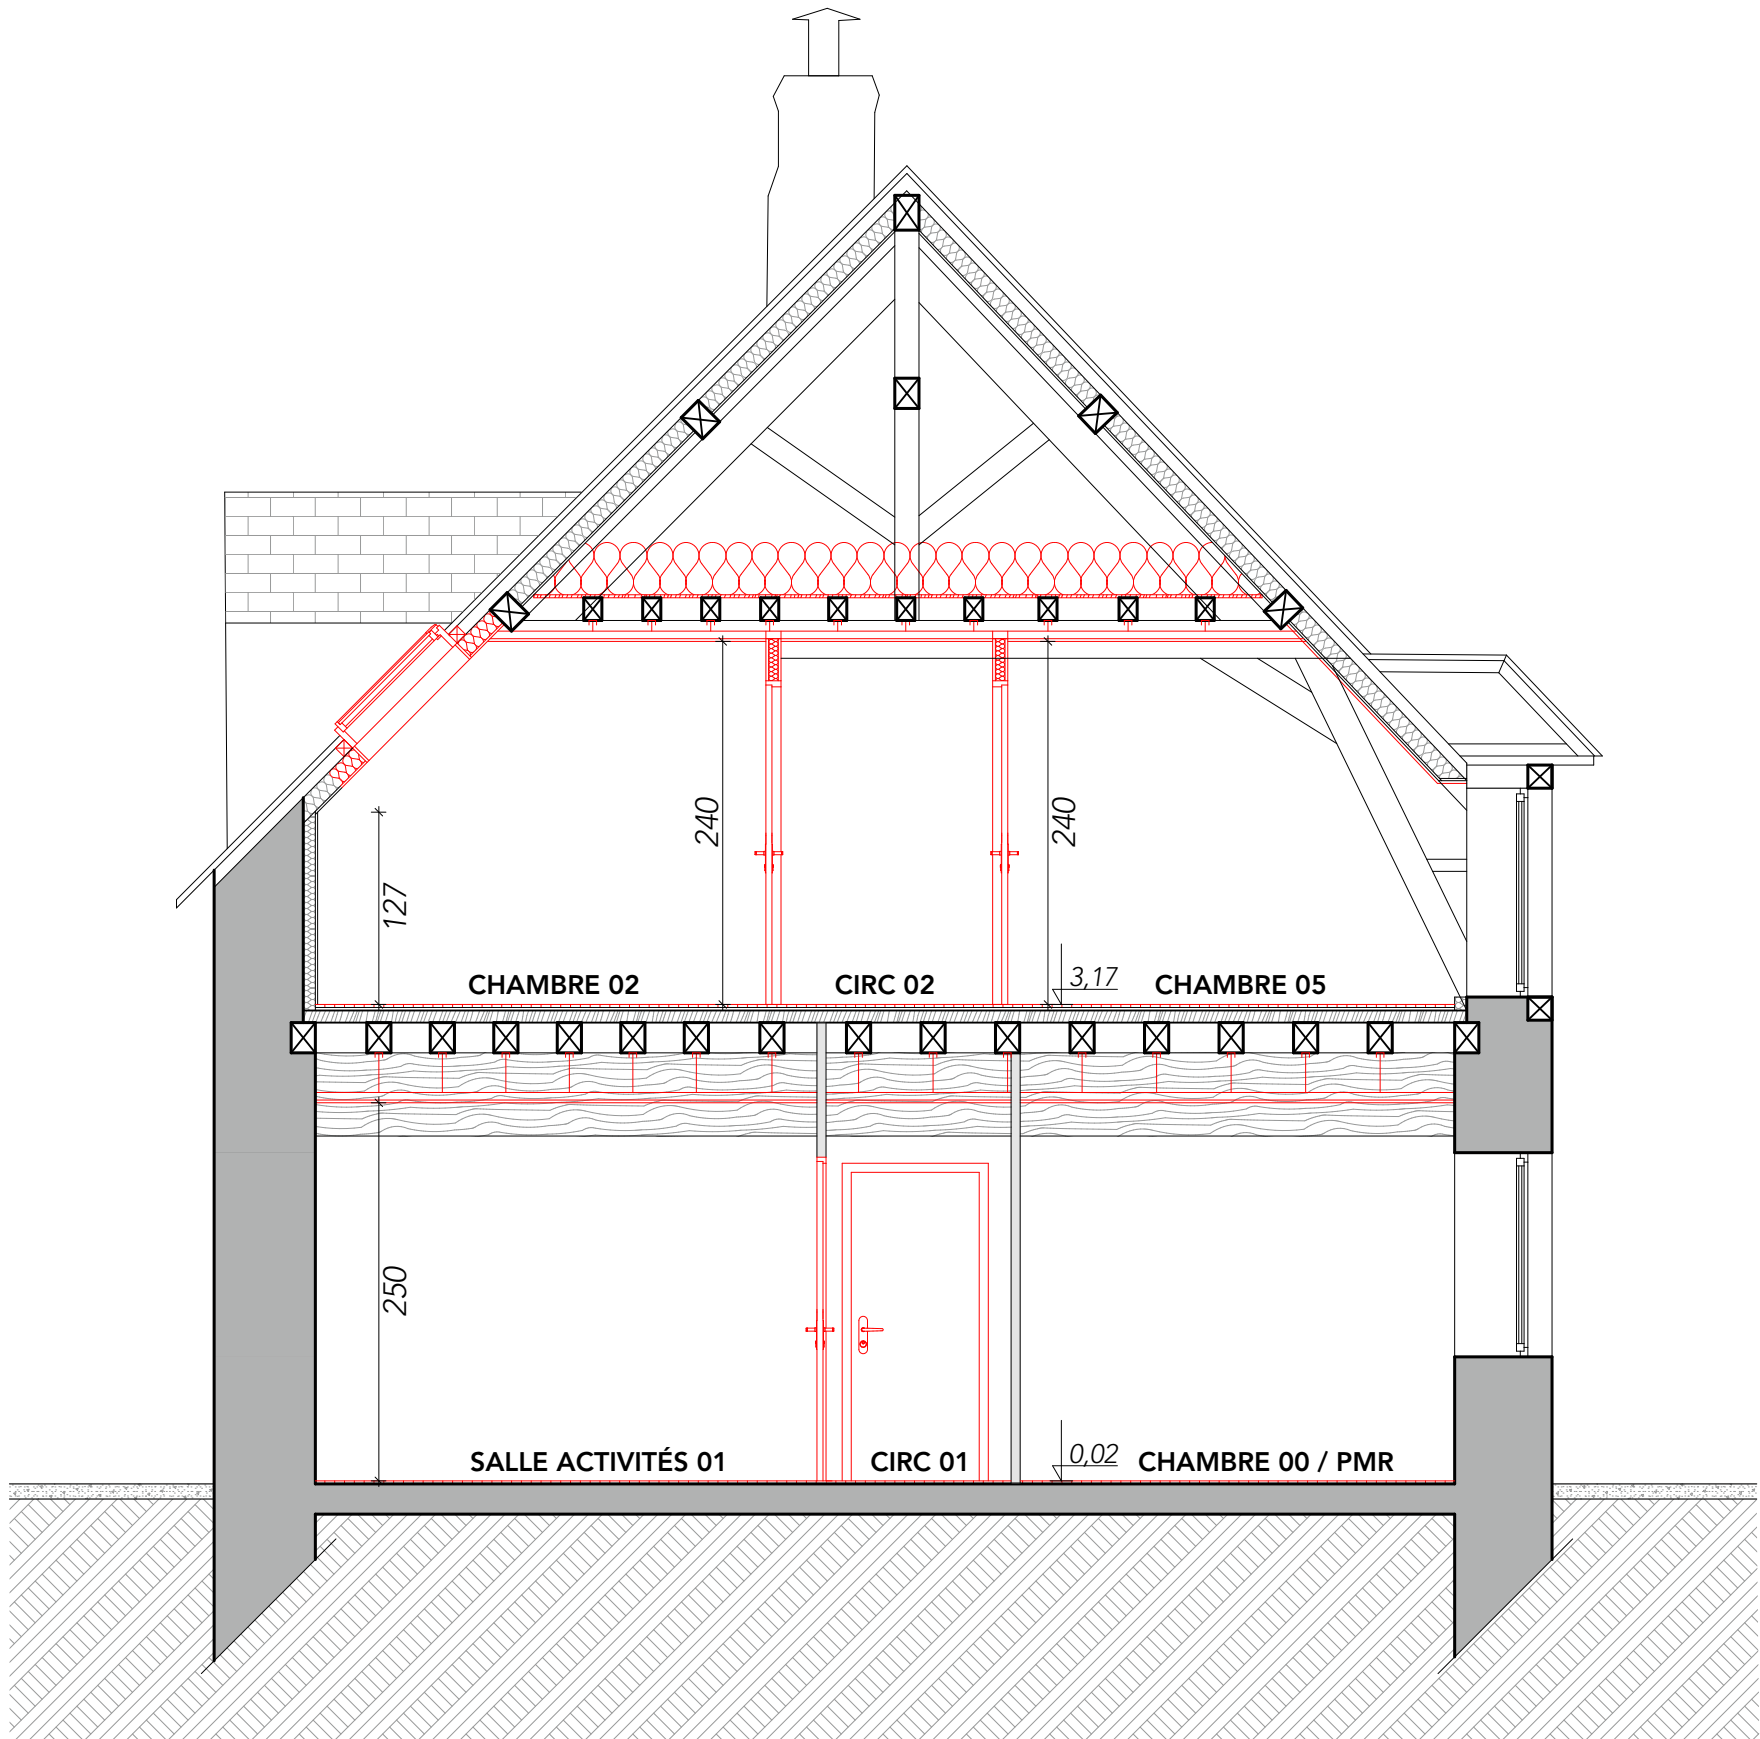 240
240
127
CHAMBRE 02
CIRC 02
3,17
CHAMBRE 05
250
SALLE ACTIVITÉS 01
CIRC 01
0,02
CHAMBRE 00 / PMR